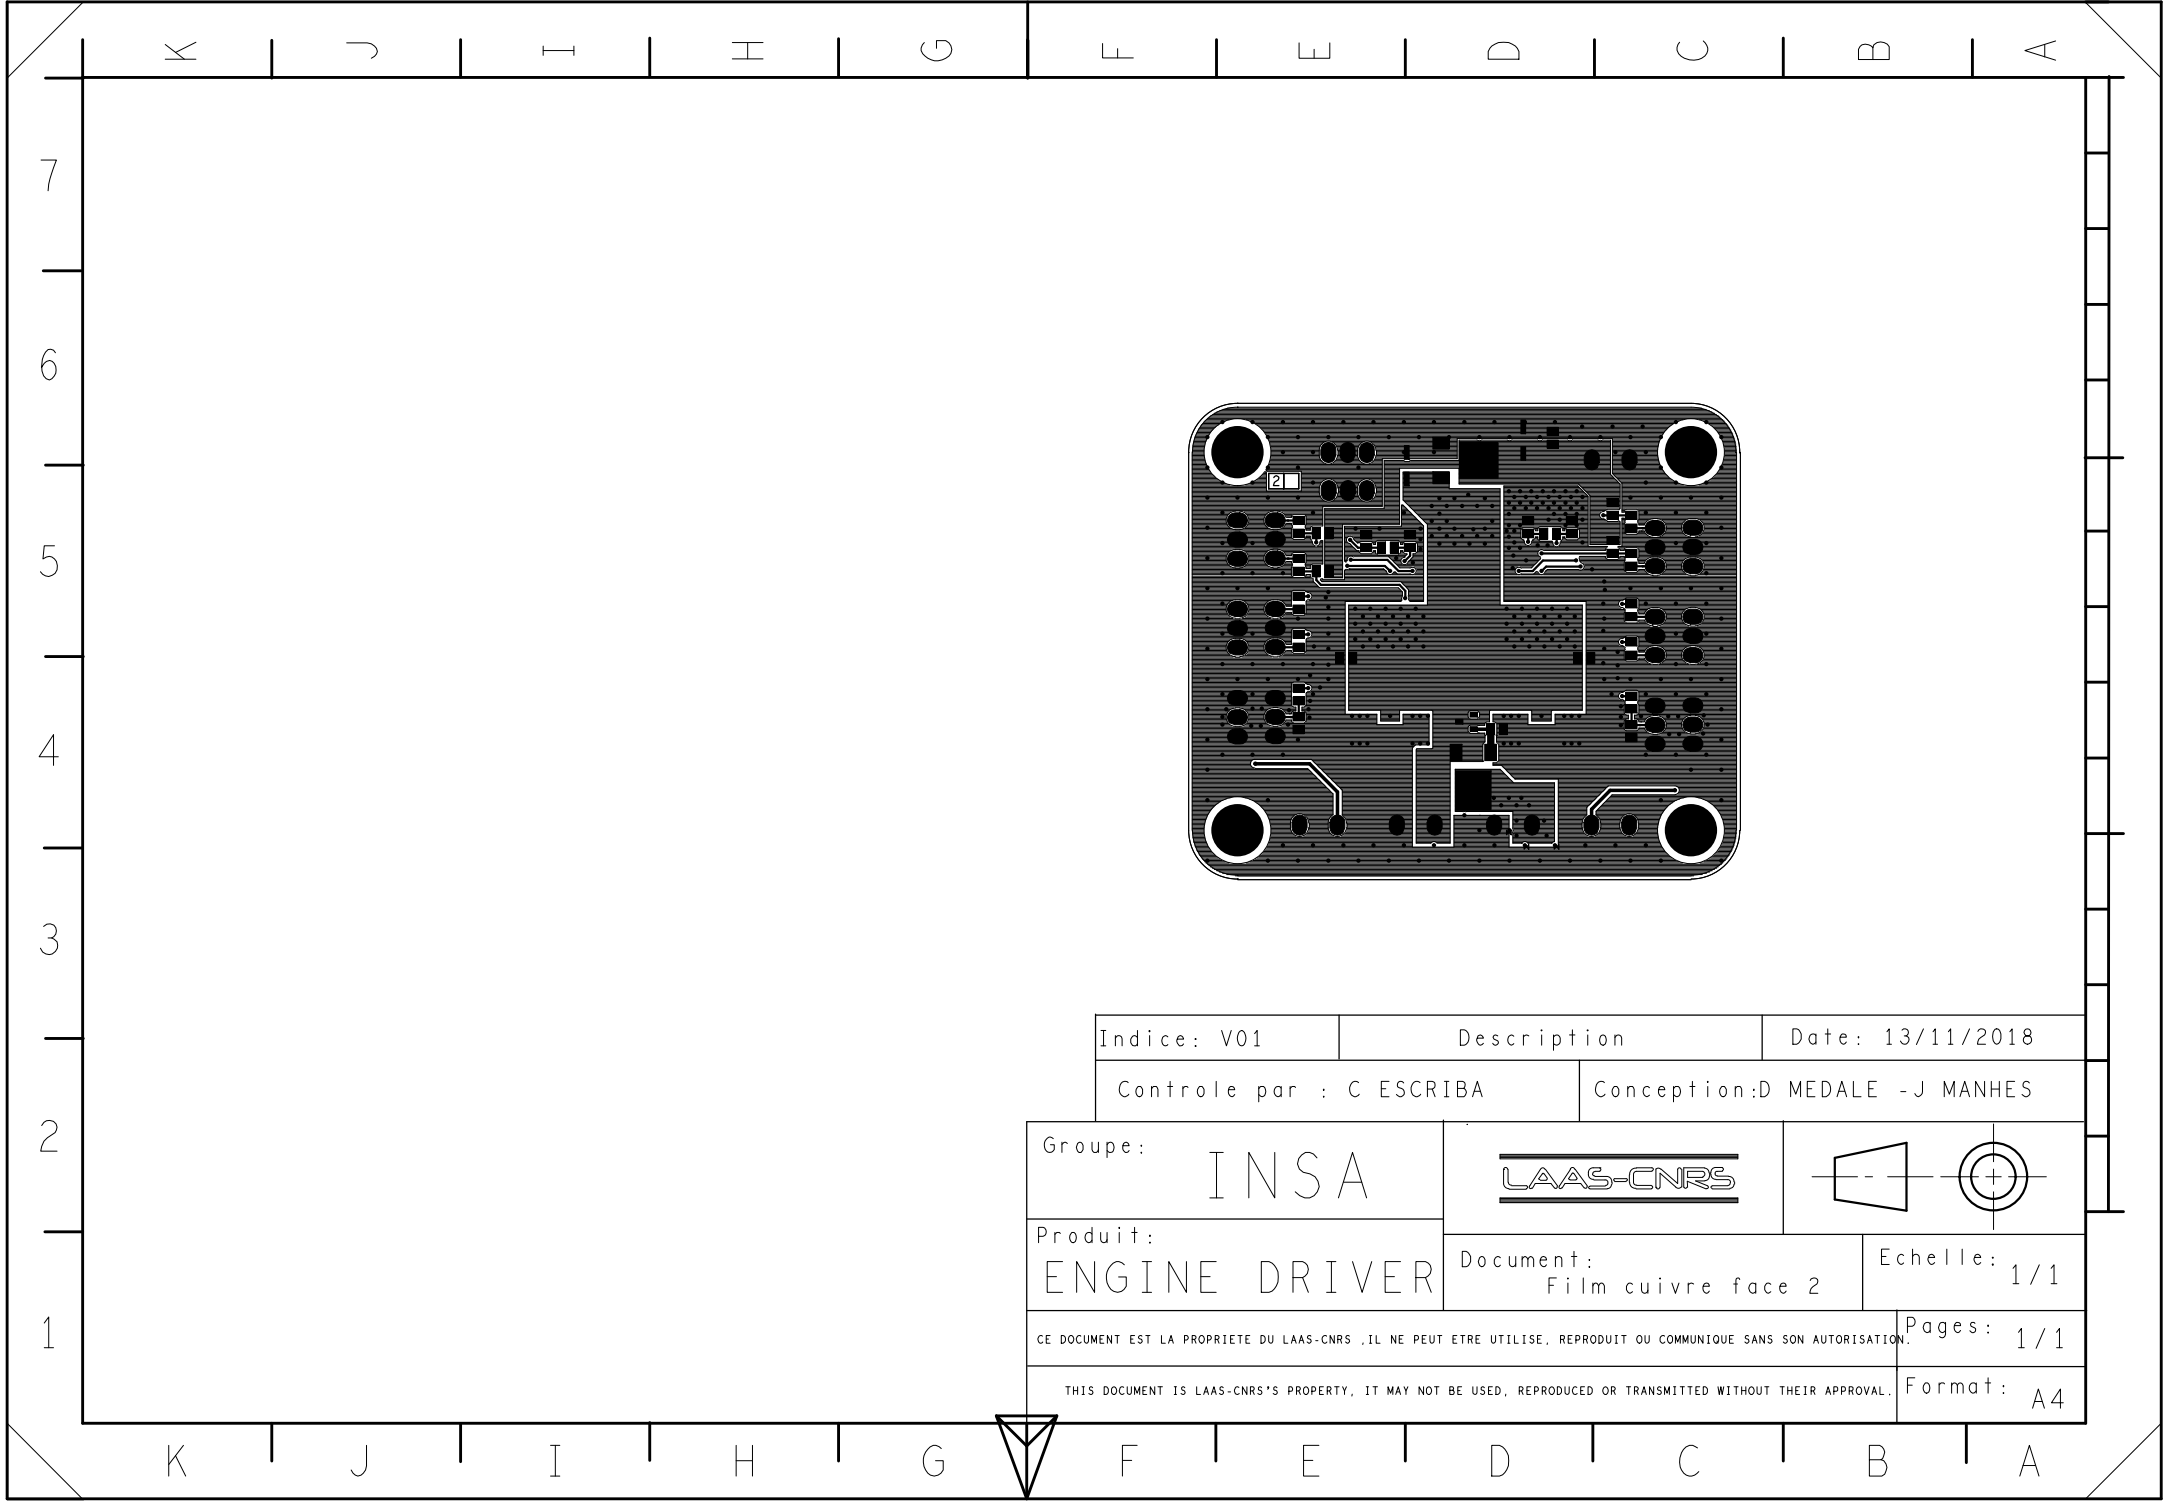 K J I H G F E D C B A
7
6
5
4
3
2
1
2
Indice: V01 Description Date: 13/11/2018
Controle par : C ESCRIBA Conception:D MEDALE -J MANHES
Groupe:
INSA
LAAS-CNRS
Produit:
ENGINE DRIVER
Document:
Film cuivre face 2
Echelle:
1/1
CE DOCUMENT EST LA PROPRIETE DU LAAS-CNRS ,IL NE PEUT ETRE UTILISE, REPRODUIT OU COMMUNIQUE SANS SON AUTORISATION.
Pages:
1/1
THIS DOCUMENT IS LAAS-CNRS'S PROPERTY, IT MAY NOT BE USED, REPRODUCED OR TRANSMITTED WITHOUT THEIR APPROVAL.
Format:
A4
K J I H G F E D C B A